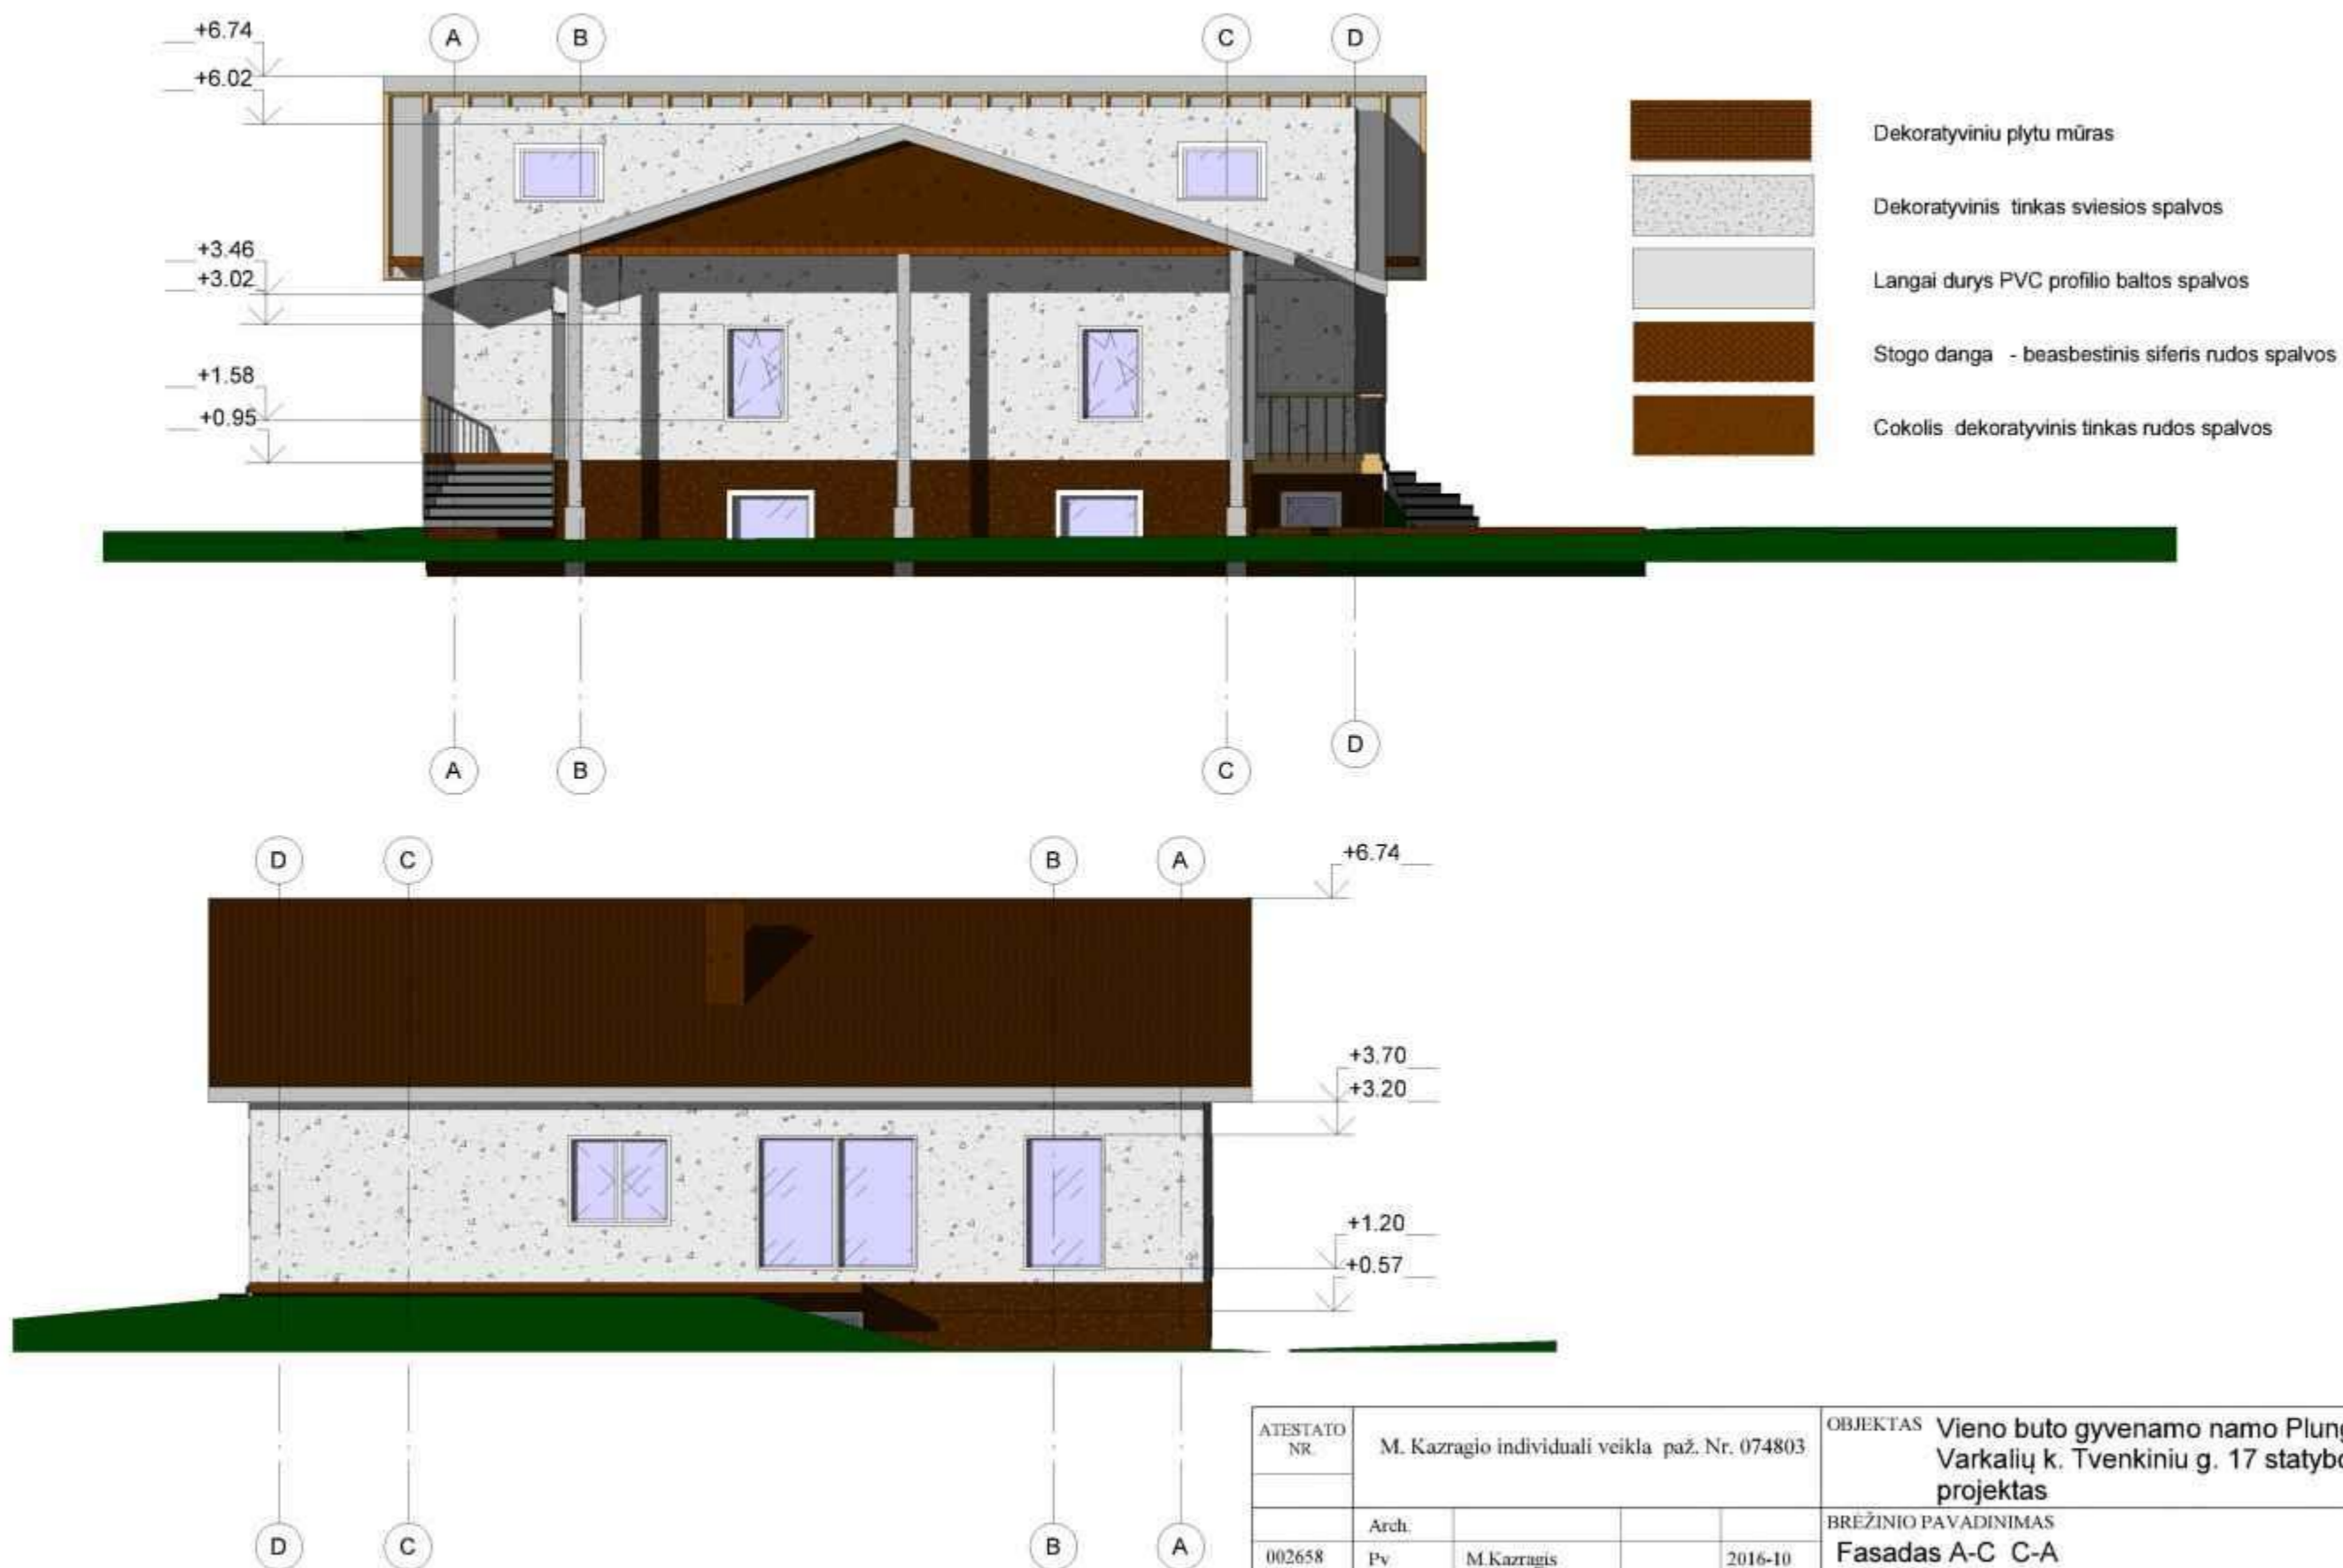 +6.74
A
B
C
D
+6.02
Dekoratyviniu plytu mūras
Dekoratyvinis tinkas sviesios spalvos
+3.46
+3.02
Langai durys PVC profilio baltos spalvos
Stogo danga - beasbestinis siferis rudos spalvos
+1.58
+0.95
Cokolis dekoratyvinis tinkas rudos spalvos
D
A
B
C
D
C
B
A
+6.74
+3.70
+3.20
+1.20
+0.57
ATESTATO
NR.
M. Kazragio individuali veikla paž. Nr. 074803
OBJEKTAS Vieno buto gyvenamo namo Plung
Varkalių k. Tvenkiniu g. 17 statybo
projektas
Arch.
BRĖŽINIO PAVADINIMAS
002658 Pv M.Kazragis 2016-10
Fasadas A-C C-A
D
C
B
A